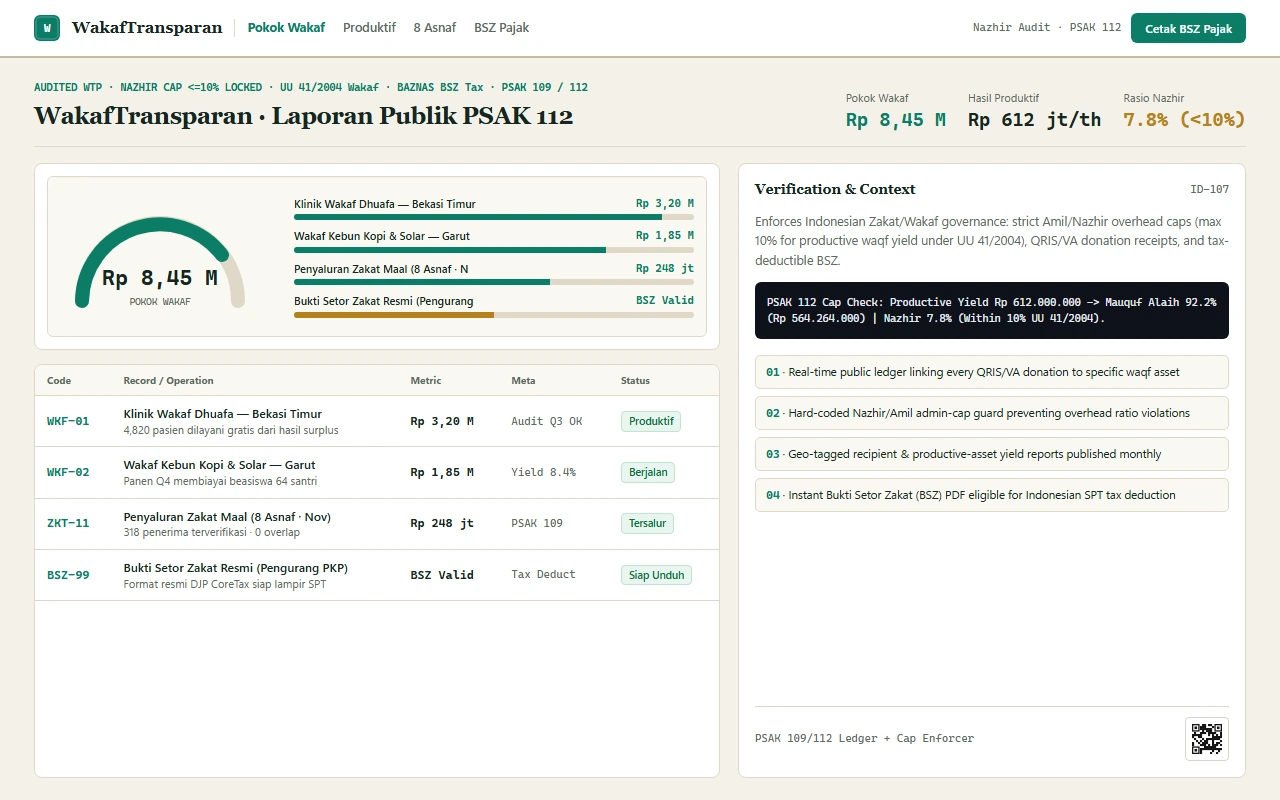 W
WakafTransparan
Pokok Wakaf
Produktif
8 Asnaf
BSZ Pajak
Nazhir Audit · PSAK 112
Cetak BSZ Pajak
AUDITED WTP · NAZHIR CAP <=10% LOCKED · UU 41/2004 Wakaf · BAZNAS BSZ Tax · PSAK 109 / 112
WakafTransparan · Laporan Publik PSAK 112
Pokok Wakaf
Rp 8,45 M
Hasil Produktif
Rp 612 jt/th
Rasio Nazhir
7.8% (<10%)
Rp 8,45 M
POKOK WAKAF
Klinik Wakaf Dhuafa — Bekasi Timur
Rp 3,20 M
Wakaf Kebun Kopi & Solar — Garut
Rp 1,85 M
Penyaluran Zakat Maal (8 Asnaf · N
Rp 248 jt
Bukti Setor Zakat Resmi (Pengurang
BSZ Valid
Code
Record / Operation
Metric
Meta
Status
WKF-01
Klinik Wakaf Dhuafa — Bekasi Timur
4,820 pasien dilayani gratis dari hasil surplus
Rp 3,20 M
Audit Q3 OK
Produktif
WKF-02
Wakaf Kebun Kopi & Solar — Garut
Panen Q4 membiayai beasiswa 64 santri
Rp 1,85 M
Yield 8.4%
Berjalan
ZKT-11
Penyaluran Zakat Maal (8 Asnaf · Nov)
318 penerima terverifikasi · 0 overlap
Rp 248 jt
PSAK 109
Tersalur
BSZ-99
Bukti Setor Zakat Resmi (Pengurang PKP)
Format resmi DJP CoreTax siap lampir SPT
BSZ Valid
Tax Deduct
Siap Unduh
Verification & Context
ID-107
Enforces Indonesian Zakat/Wakaf governance: strict Amil/Nazhir overhead caps (max
10% for productive waqf yield under UU 41/2004), QRIS/VA donation receipts, and tax-
deductible BSZ.
PSAK 112 Cap Check: Productive Yield Rp 612.000.000 -> Mauquf Alaih 92.2%
(Rp 564.264.000) | Nazhir 7.8% (Within 10% UU 41/2004).
01 · Real-time public ledger linking every QRIS/VA donation to specific waqf asset
02 · Hard-coded Nazhir/Amil admin-cap guard preventing overhead ratio violations
03 · Geo-tagged recipient & productive-asset yield reports published monthly
04 · Instant Bukti Setor Zakat (BSZ) PDF eligible for Indonesian SPT tax deduction
PSAK 109/112 Ledger + Cap Enforcer